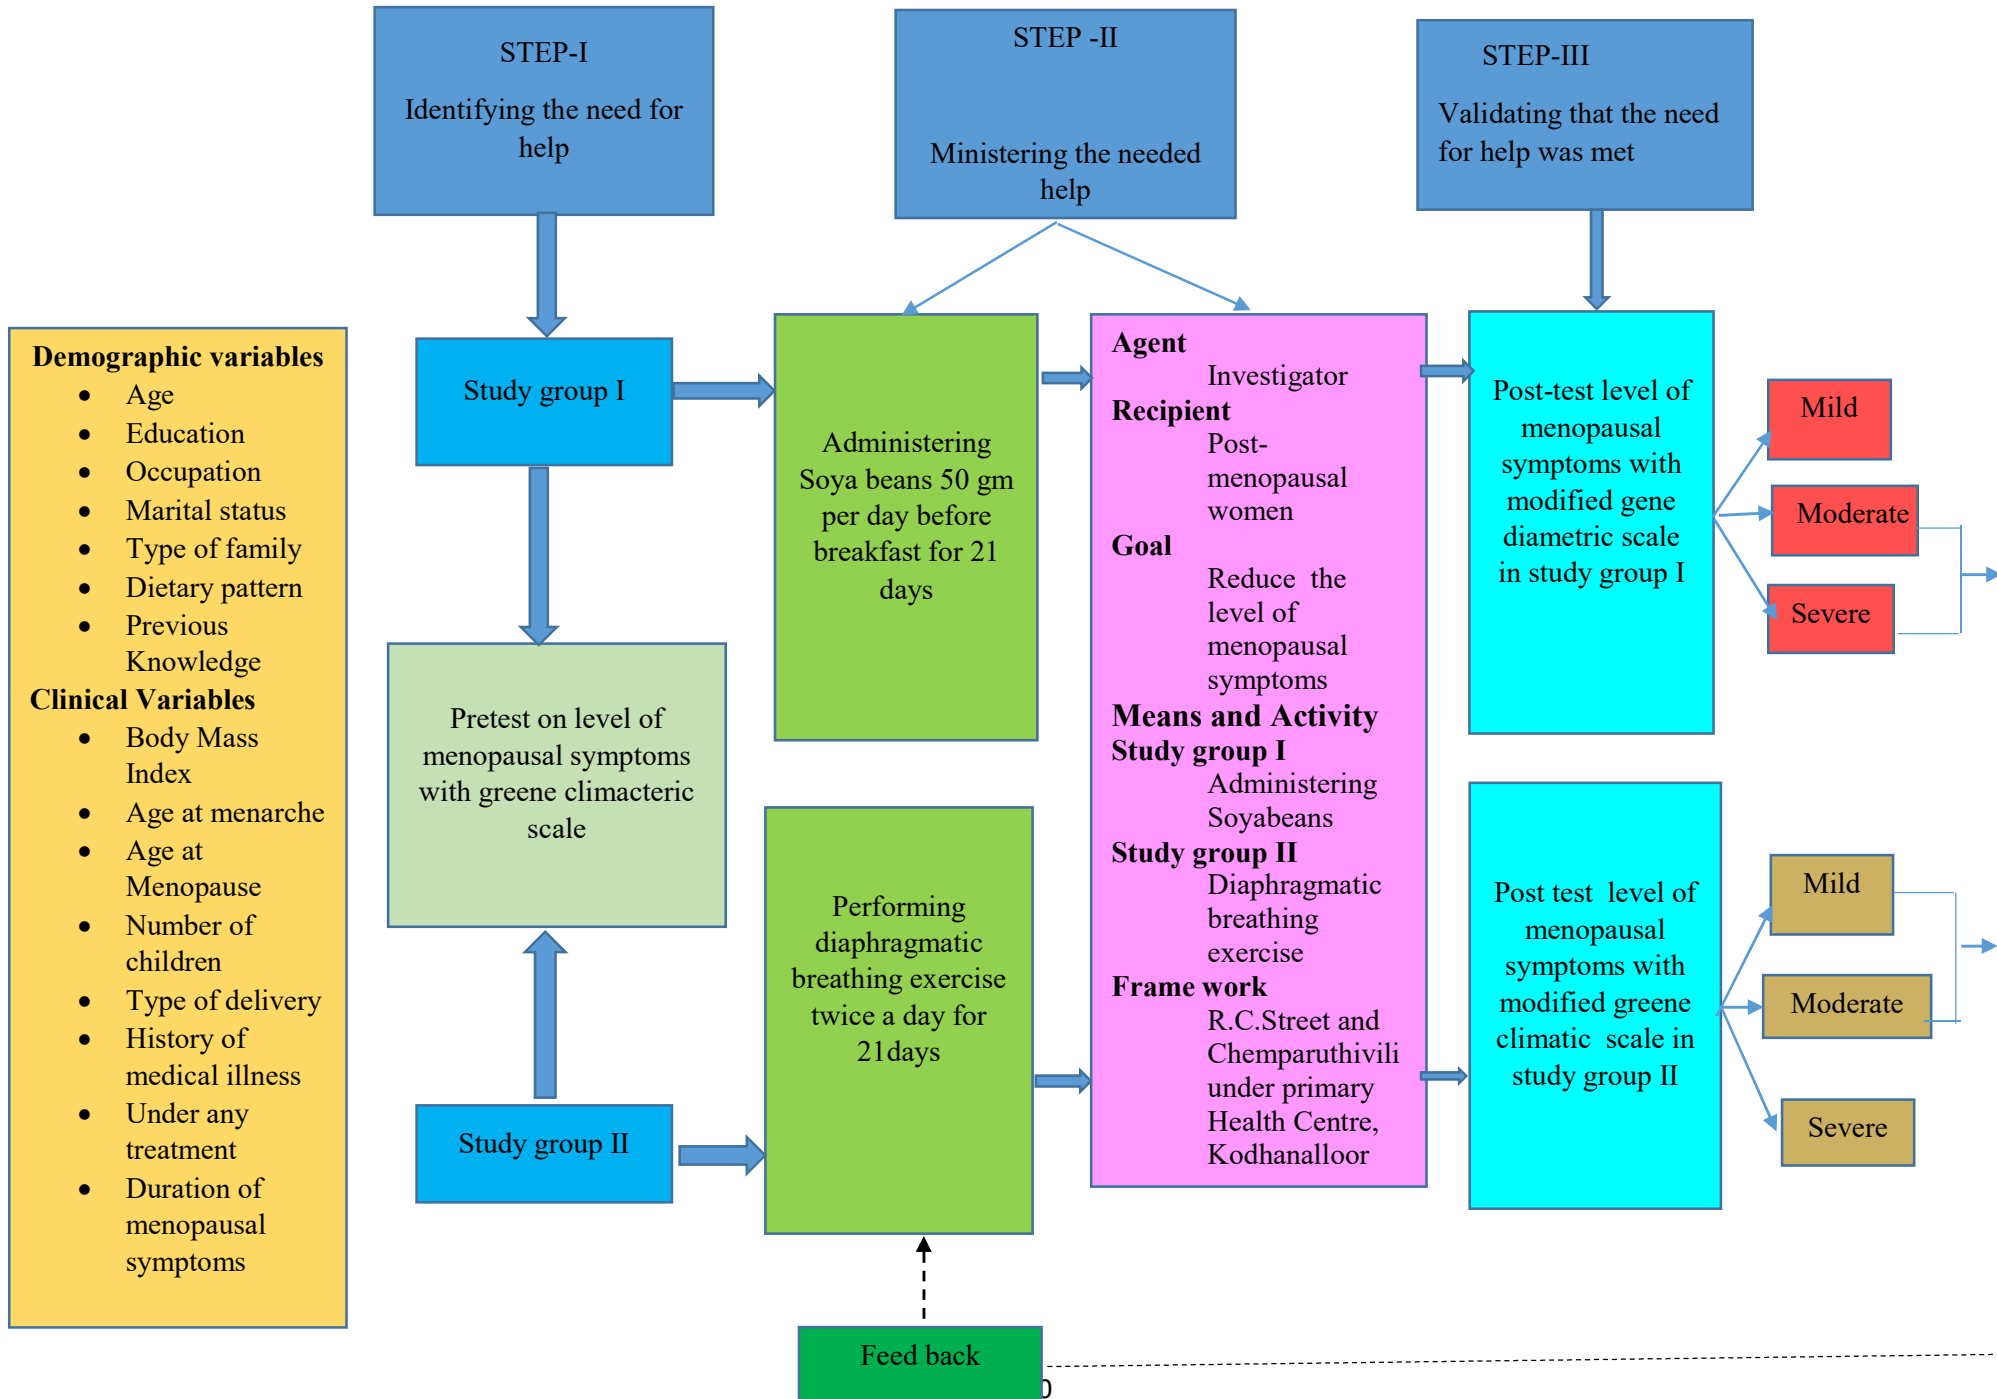 STEP-I
Identifying the need for
help
STEP -II
Ministering the needed
help
STEP-III
Validating that the need
for help was met
Demographic variables
• Age
• Education
• Occupation
• Marital status
• Type of family
• Dietary pattern
• Previous
Knowledge
Clinical Variables
• Body Mass
Index
• Age at menarche
• Age at
Menopause
• Number of
children
• Type of delivery
• History of
medical illness
• Under any
treatment
• Duration of
menopausal
symptoms
Study group I
Pretest on level of
menopausal symptoms
with greene climacteric
scale
Study group II
Administering
Soya beans 50 gm
per day before
breakfast for 21
days
Performing
diaphragmatic
breathing exercise
twice a day for
21days
Agent
Investigator
Recipient
Post-
menopausal
women
Goal
Reduce the
level of
menopausal
symptoms
Means and Activity
Study group I
Administering
Soyabeans
Study group II
Diaphragmatic
breathing
exercise
Frame work
R.C.Street and
Chemparuthivili
under primary
Health Centre,
Kodhanalloor
Post-test level of
menopausal
symptoms with
modified gene
diametric scale
in study group I
Mild
Moderate
Severe
Post test level of
menopausal
symptoms with
modified greene
climatic scale in
study group II
Mild
Moderate
Severe
Feed back